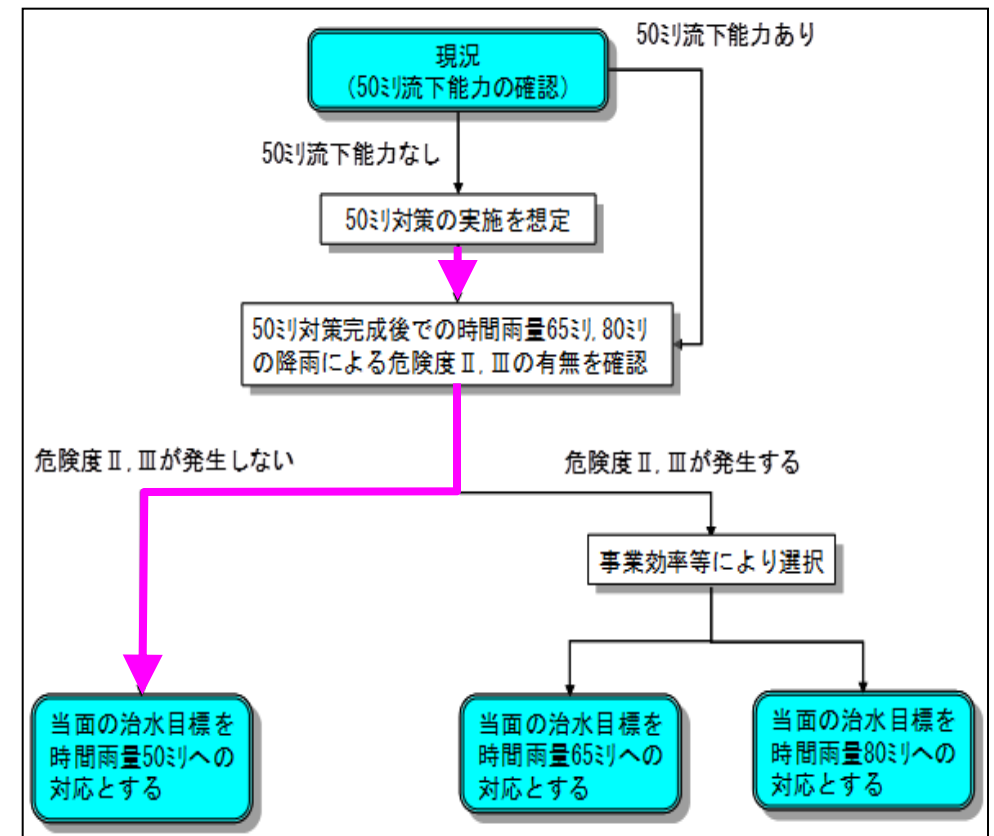 50ﾐﾘ流下能力あり
現況
（50ﾐﾘ流下能力の確認）
50ﾐﾘ流下能力なし
50ﾐﾘ対策の実施を想定
50ﾐﾘ対策完成後での時間雨量65ﾐﾘ,80ﾐﾘ
の降雨による危険度Ⅱ,Ⅲの有無を確認
危険度Ⅱ,Ⅲが発生しない
危険度Ⅱ,Ⅲが発生する
事業効率等により選択
当面の治水目標を
時間雨量50ﾐﾘへの
対応とする
当面の治水目標を
時間雨量65ﾐﾘへの
対応とする
当面の治水目標を
時間雨量80ﾐﾘへの
対応とする